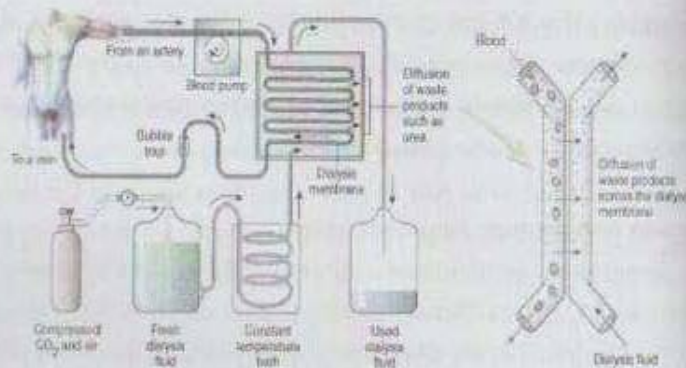 From an artery
Blood pump
Diffusion
of waste
products
such as
urea
Bubble
trap
To a vein
Dialysis
membrane
Compressed
CO₂ and air
Fresh
dialysis
fluid
Constant
temperature
bath
Used
dialysis
fluid
Blood
Diffusion of
waste products
across the dialysis
membrane
Dialysis fluid